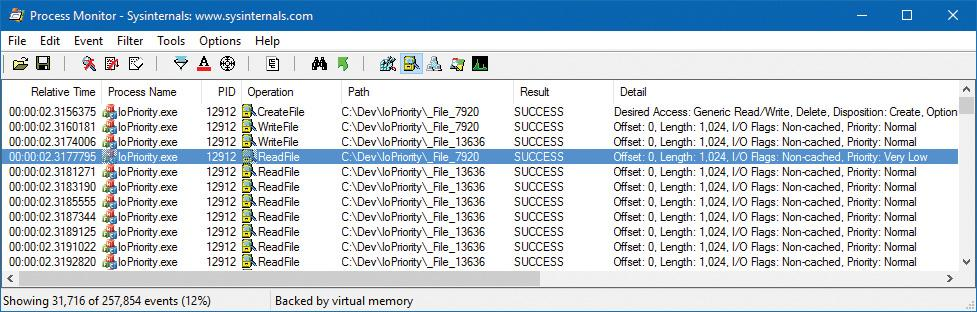 Process Monitor - Sysinternals: www.sysinternals.com
File Edit Event Filter Tools Options Help
Relative Time Process Name PID Operation Path Result Detail
00:00:02.3156375 IoPriority.exe 12912 CreateFile C:\Dev\IoPriority\_File_7920 SUCCESS Desired Access: Generic Read/Write, Delete, Disposition: Create, Option
00:00:02.3160181 IoPriority.exe 12912 WriteFile C:\Dev\IoPriority\_File_7920 SUCCESS Offset: 0, Length: 1,024, I/O Flags: Non-cached, Priority: Normal
00:00:02.3174006 IoPriority.exe 12912 WriteFile C:\Dev\IoPriority\_File_13636 SUCCESS Offset: 0, Length: 1,024, I/O Flags: Non-cached, Priority: Normal
00:00:02.3177795 IoPriority.exe 12912 ReadFile C:\Dev\IoPriority\_File_7920 SUCCESS Offset: 0, Length: 1,024, I/O Flags: Non-cached, Priority: Very Low
00:00:02.3181271 IoPriority.exe 12912 ReadFile C:\Dev\IoPriority\_File_13636 SUCCESS Offset: 0, Length: 1,024, I/O Flags: Non-cached, Priority: Normal
00:00:02.3183190 IoPriority.exe 12912 ReadFile C:\Dev\IoPriority\_File_13636 SUCCESS Offset: 0, Length: 1,024, I/O Flags: Non-cached, Priority: Normal
00:00:02.3185555 IoPriority.exe 12912 ReadFile C:\Dev\IoPriority\_File_13636 SUCCESS Offset: 0, Length: 1,024, I/O Flags: Non-cached, Priority: Normal
00:00:02.3187344 IoPriority.exe 12912 ReadFile C:\Dev\IoPriority\_File_13636 SUCCESS Offset: 0, Length: 1,024, I/O Flags: Non-cached, Priority: Normal
00:00:02.3189125 IoPriority.exe 12912 ReadFile C:\Dev\IoPriority\_File_13636 SUCCESS Offset: 0, Length: 1,024, I/O Flags: Non-cached, Priority: Normal
00:00:02.3191022 IoPriority.exe 12912 ReadFile C:\Dev\IoPriority\_File_13636 SUCCESS Offset: 0, Length: 1,024, I/O Flags: Non-cached, Priority: Normal
00:00:02.3192820 IoPriority.exe 12912 ReadFile C:\Dev\IoPriority\_File_13636 SUCCESS Offset: 0, Length: 1,024, I/O Flags: Non-cached, Priority: Normal
Showing 31,716 of 257,854 events (12%) Backed by virtual memory